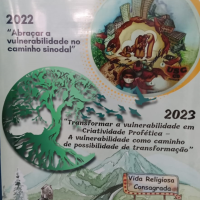 2022
"Abraçar a
vulnerabilidade no
caminho sinodal"
2023
"Transformar a vulnerabilidade em
Criatividade Profética –
A vulnerabilidade como caminho
de possibilidade de transformação"
Vida Religiosa
Consagrada